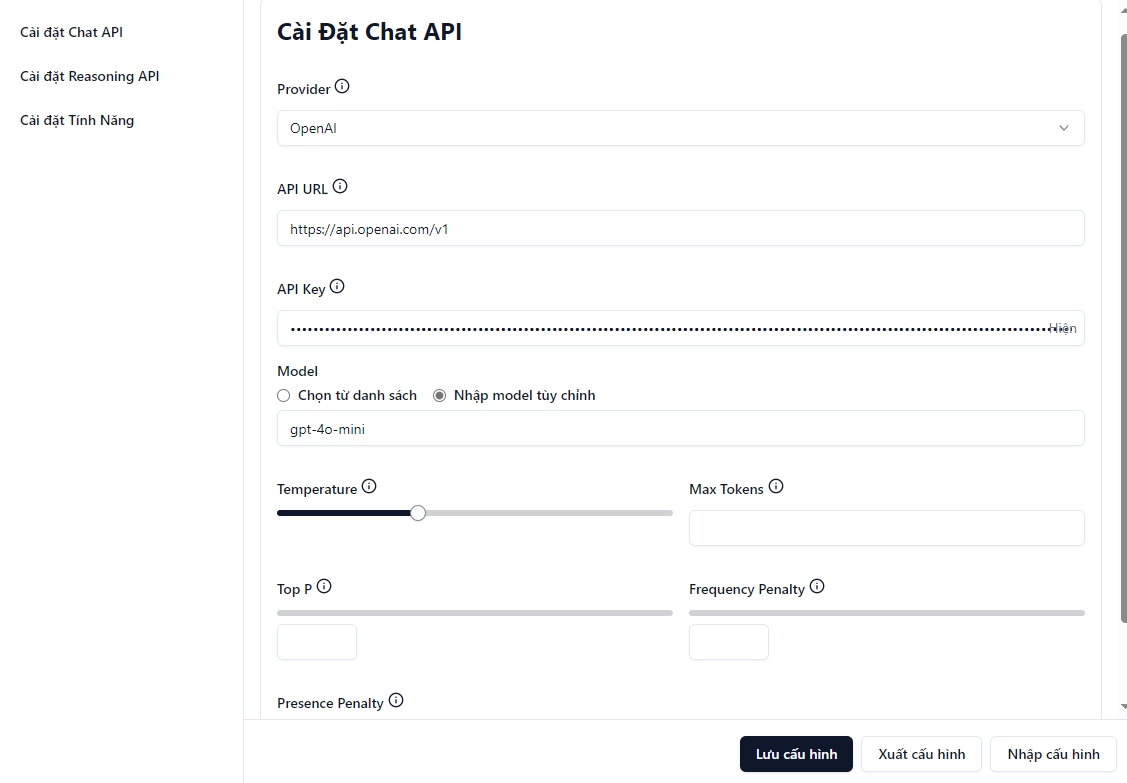 Cài đặt Chat API
Cài đặt Reasoning API
Cài đặt Tính Năng
Cài Đặt Chat API
Provider
OpenAI
API URL
https://api.openai.com/v1
API Key
Hiện
Model
Chọn từ danh sách Nhập model tùy chỉnh
gpt-4o-mini
Temperature Max Tokens
Top P Frequency Penalty
Presence Penalty
Lưu cấu hình Xuất cấu hình Nhập cấu hình